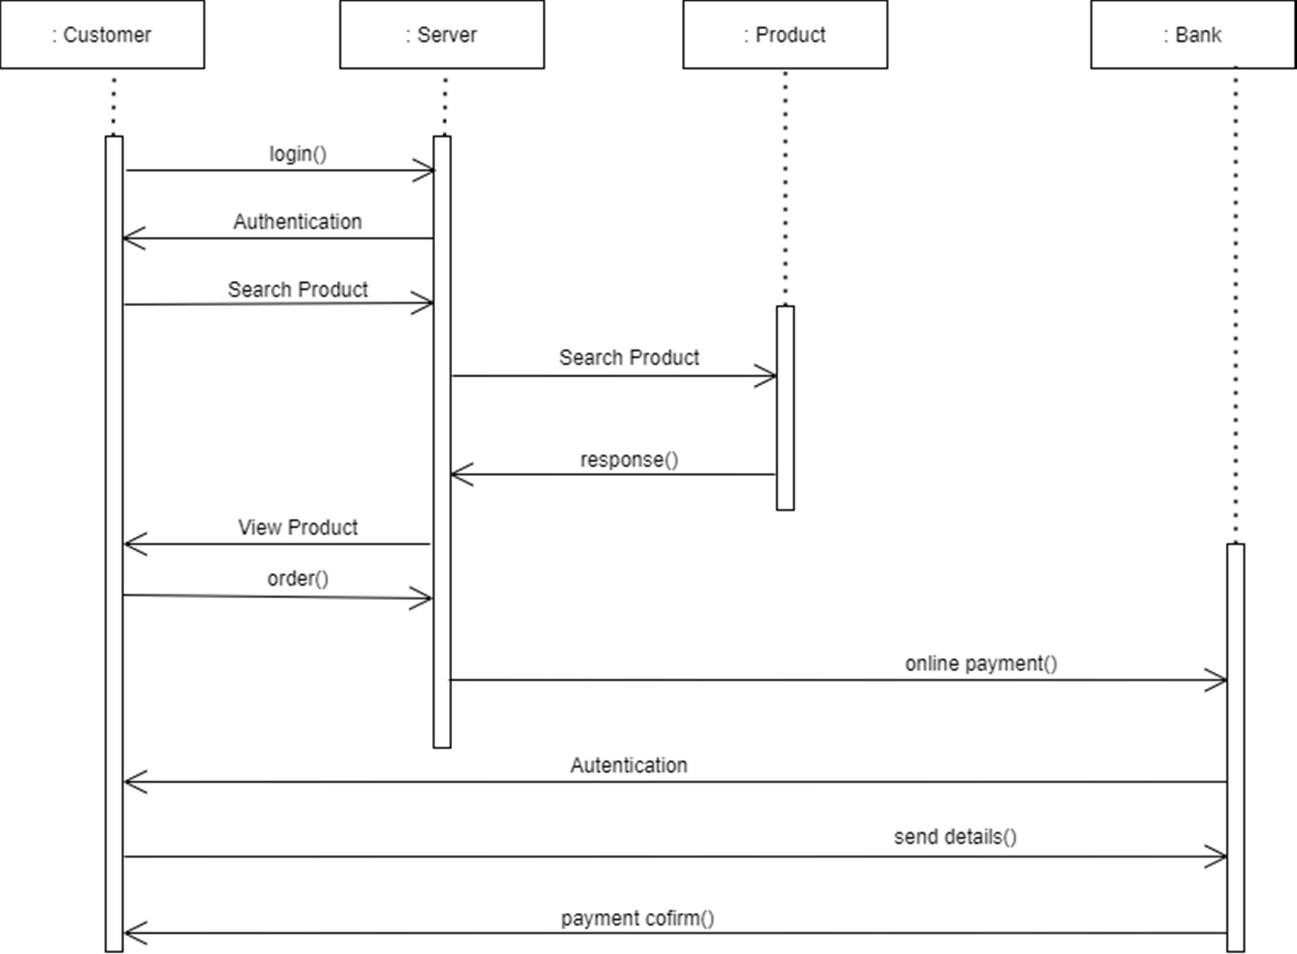 : Customer
: Server
: Product
: Bank
login()
Authentication
Search Product
Search Product
response()
View Product
order()
online payment()
Autentication
send details()
payment cofirm()